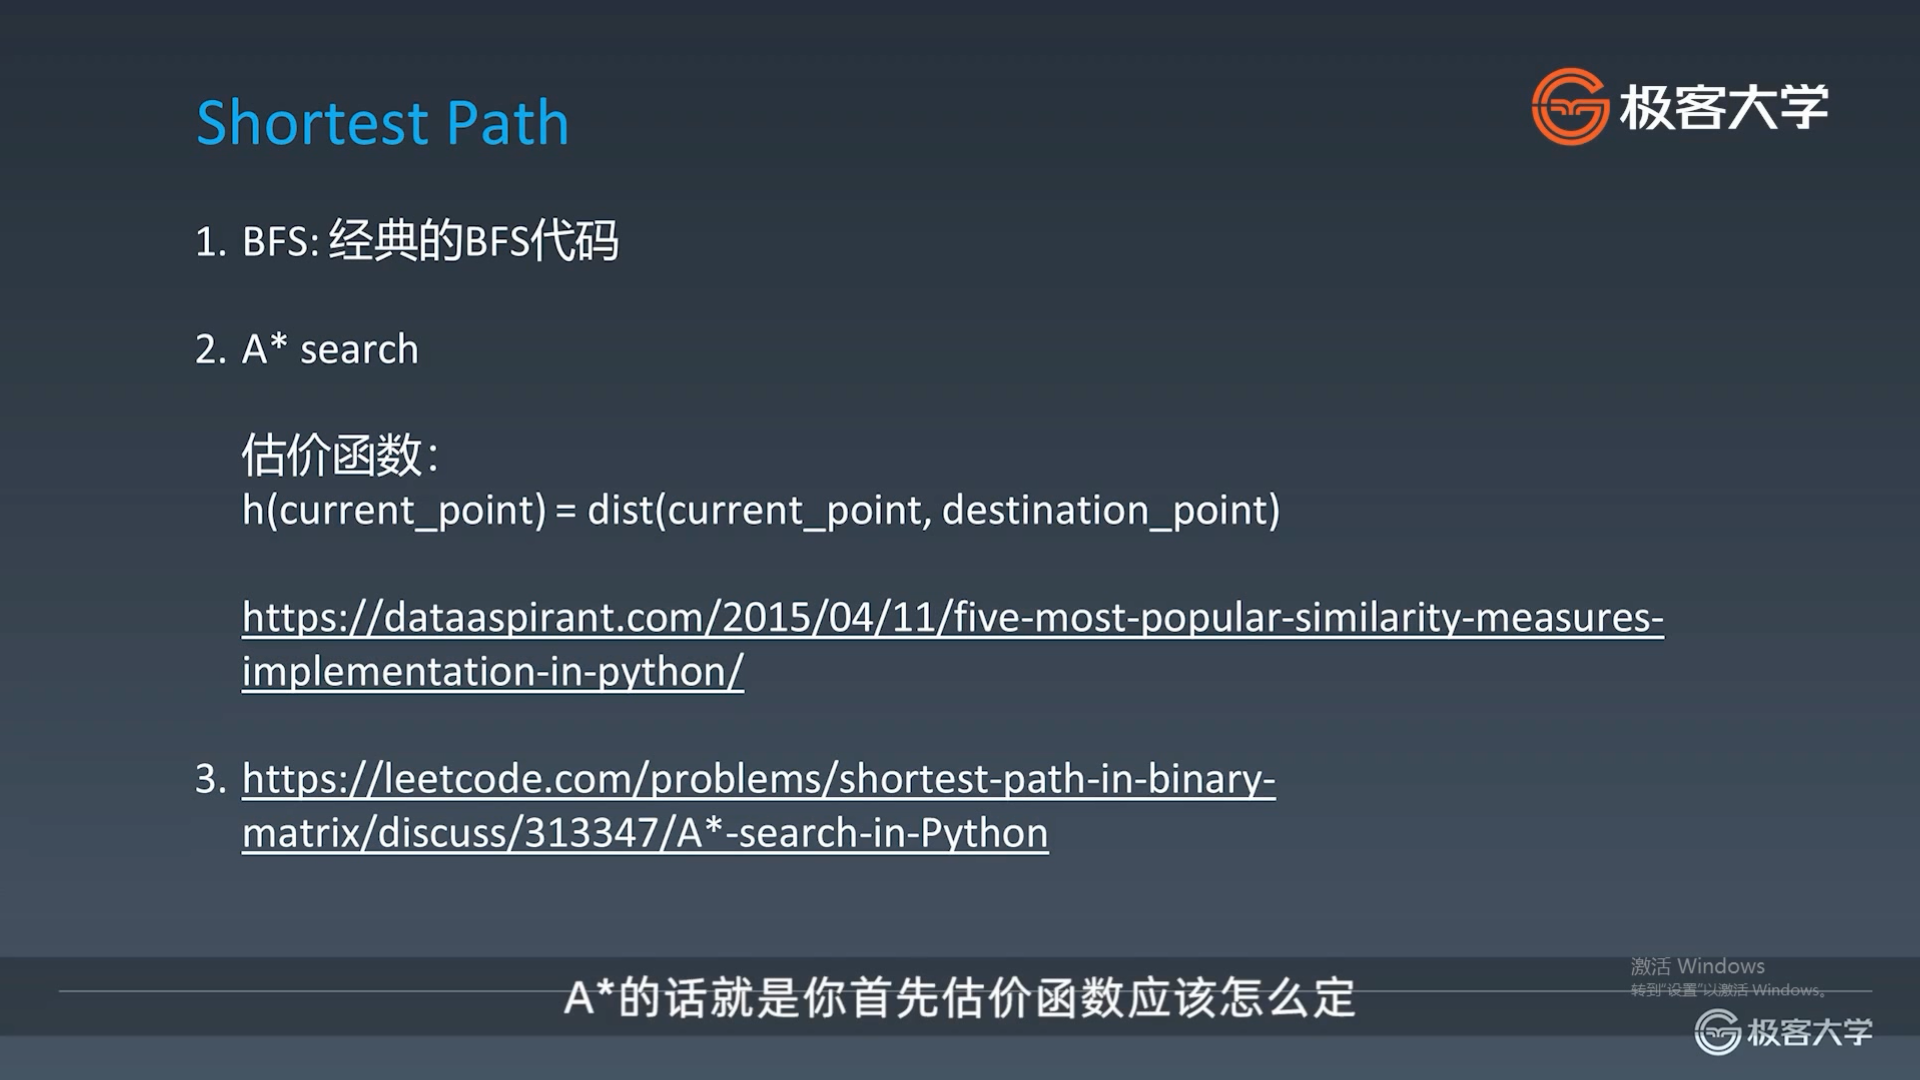 Shortest Path
极客大学
1. BFS: 经典的BFS代码
2. A* search
估价函数：
h(current_point) = dist(current_point, destination_point)
https://dataaspirant.com/2015/04/11/five-most-popular-similarity-measures-
implementation-in-python/
3. https://leetcode.com/problems/shortest-path-in-binary-
matrix/discuss/313347/A*-search-in-Python
A*的话就是你首先估价函数应该怎么定
激活 Windows
转到“设置”以激活 Windows。
极客大学